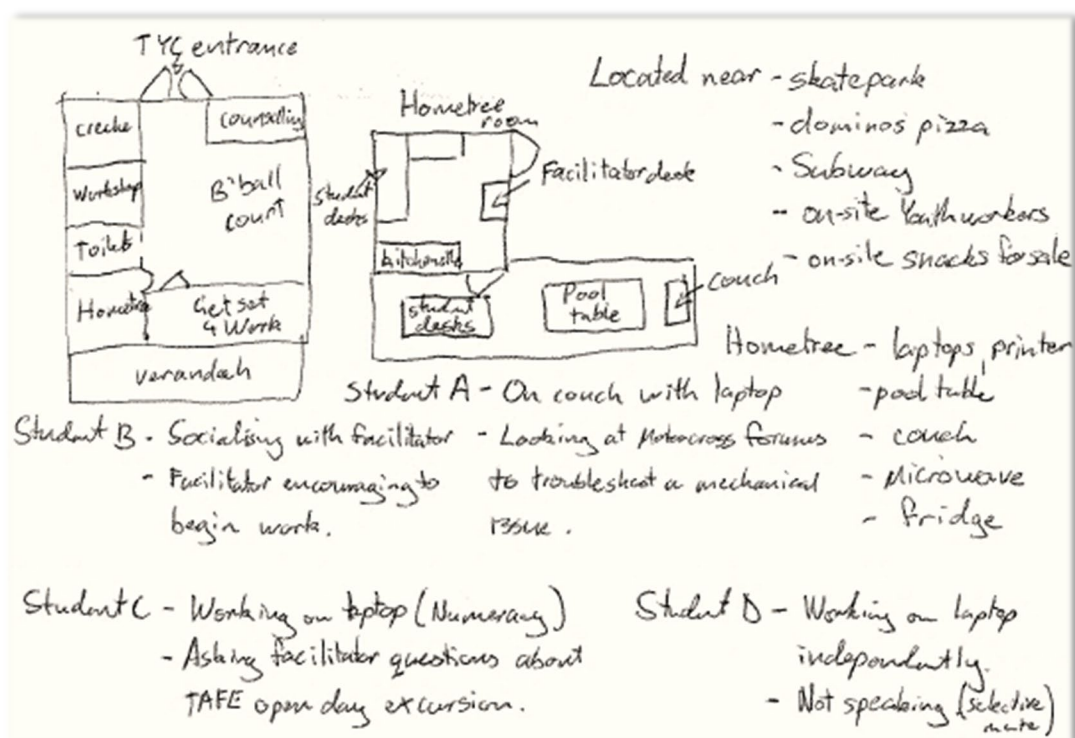 TYC entrance
creche
counselling
Workshop
B'ball
court
Toilets
Hometree
Get set
4 Work
verandah
Hometree
room
Student
desks
Facilitator desk
kitchenette
student
desks
Pool
table
couch
Located near - skatepark
- dominos pizza
- Subway
- on-site Youthworkers
- on-site snacks for sale
Hometree - laptops, printer
- pool table
- couch
- Microwave
- fridge
Student A - On couch with laptop
- Looking at Motocross forums
to troubleshoot a mechanical
issue.
Student B - Socialising with facilitator
- Facilitator encouraging to
begin work.
Student C - Working on laptop (Numeracy)
- Asking facilitator questions about
TAFE open day excursion.
Student D - Working on laptop
independently.
- Not speaking (selective
mute)